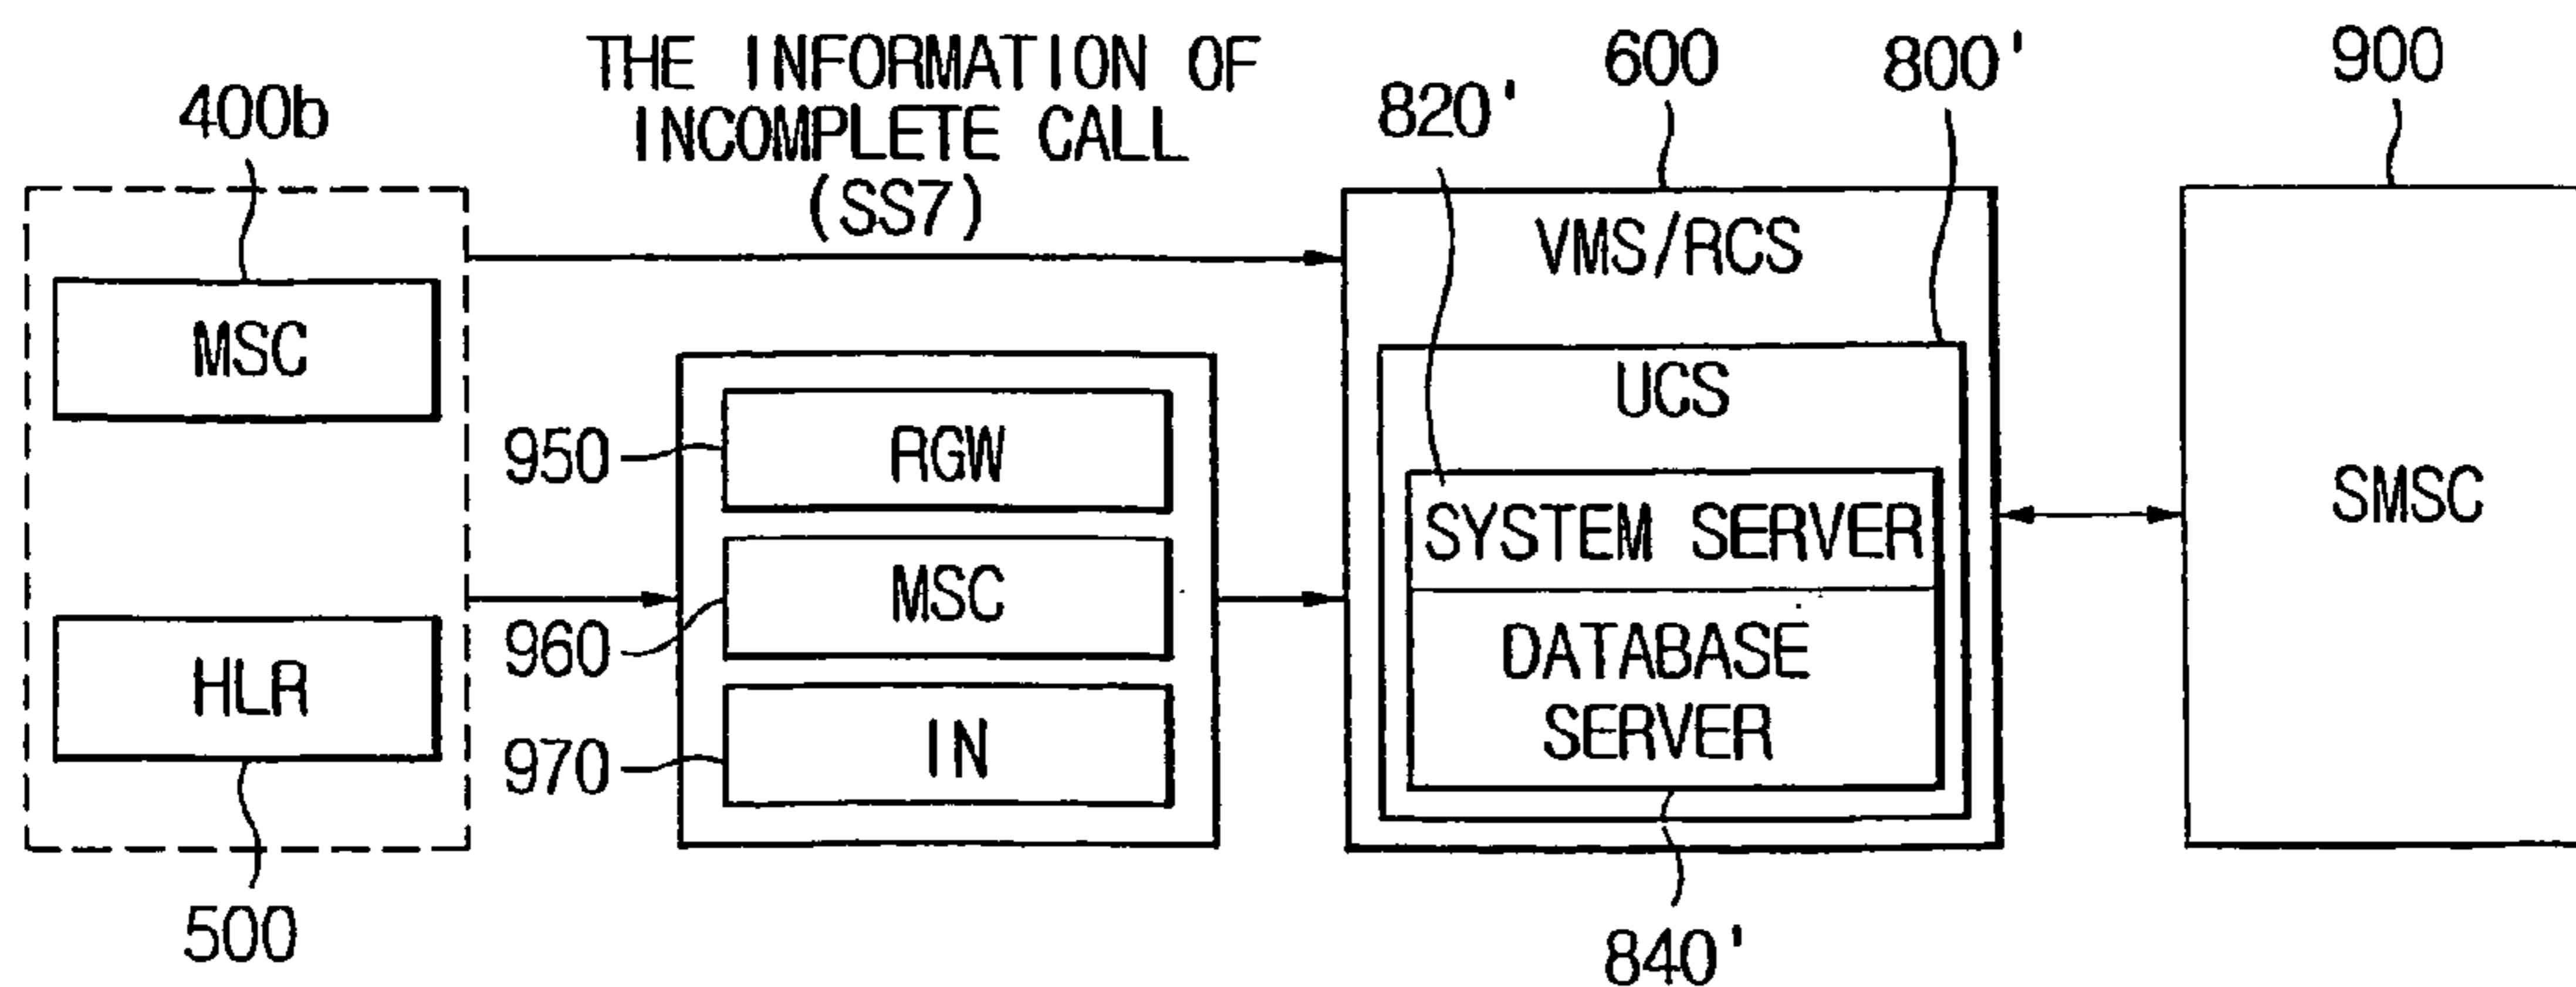 THE INFORMATION OF
INCOMPLETE CALL
(SS7)
400b
820'
600
800'
900
MSC
VMS/RCS
UCS
950
RGW
SYSTEM SERVER
SMSC
960
MSC
DATABASE
SERVER
HLR
970
IN
500
840'